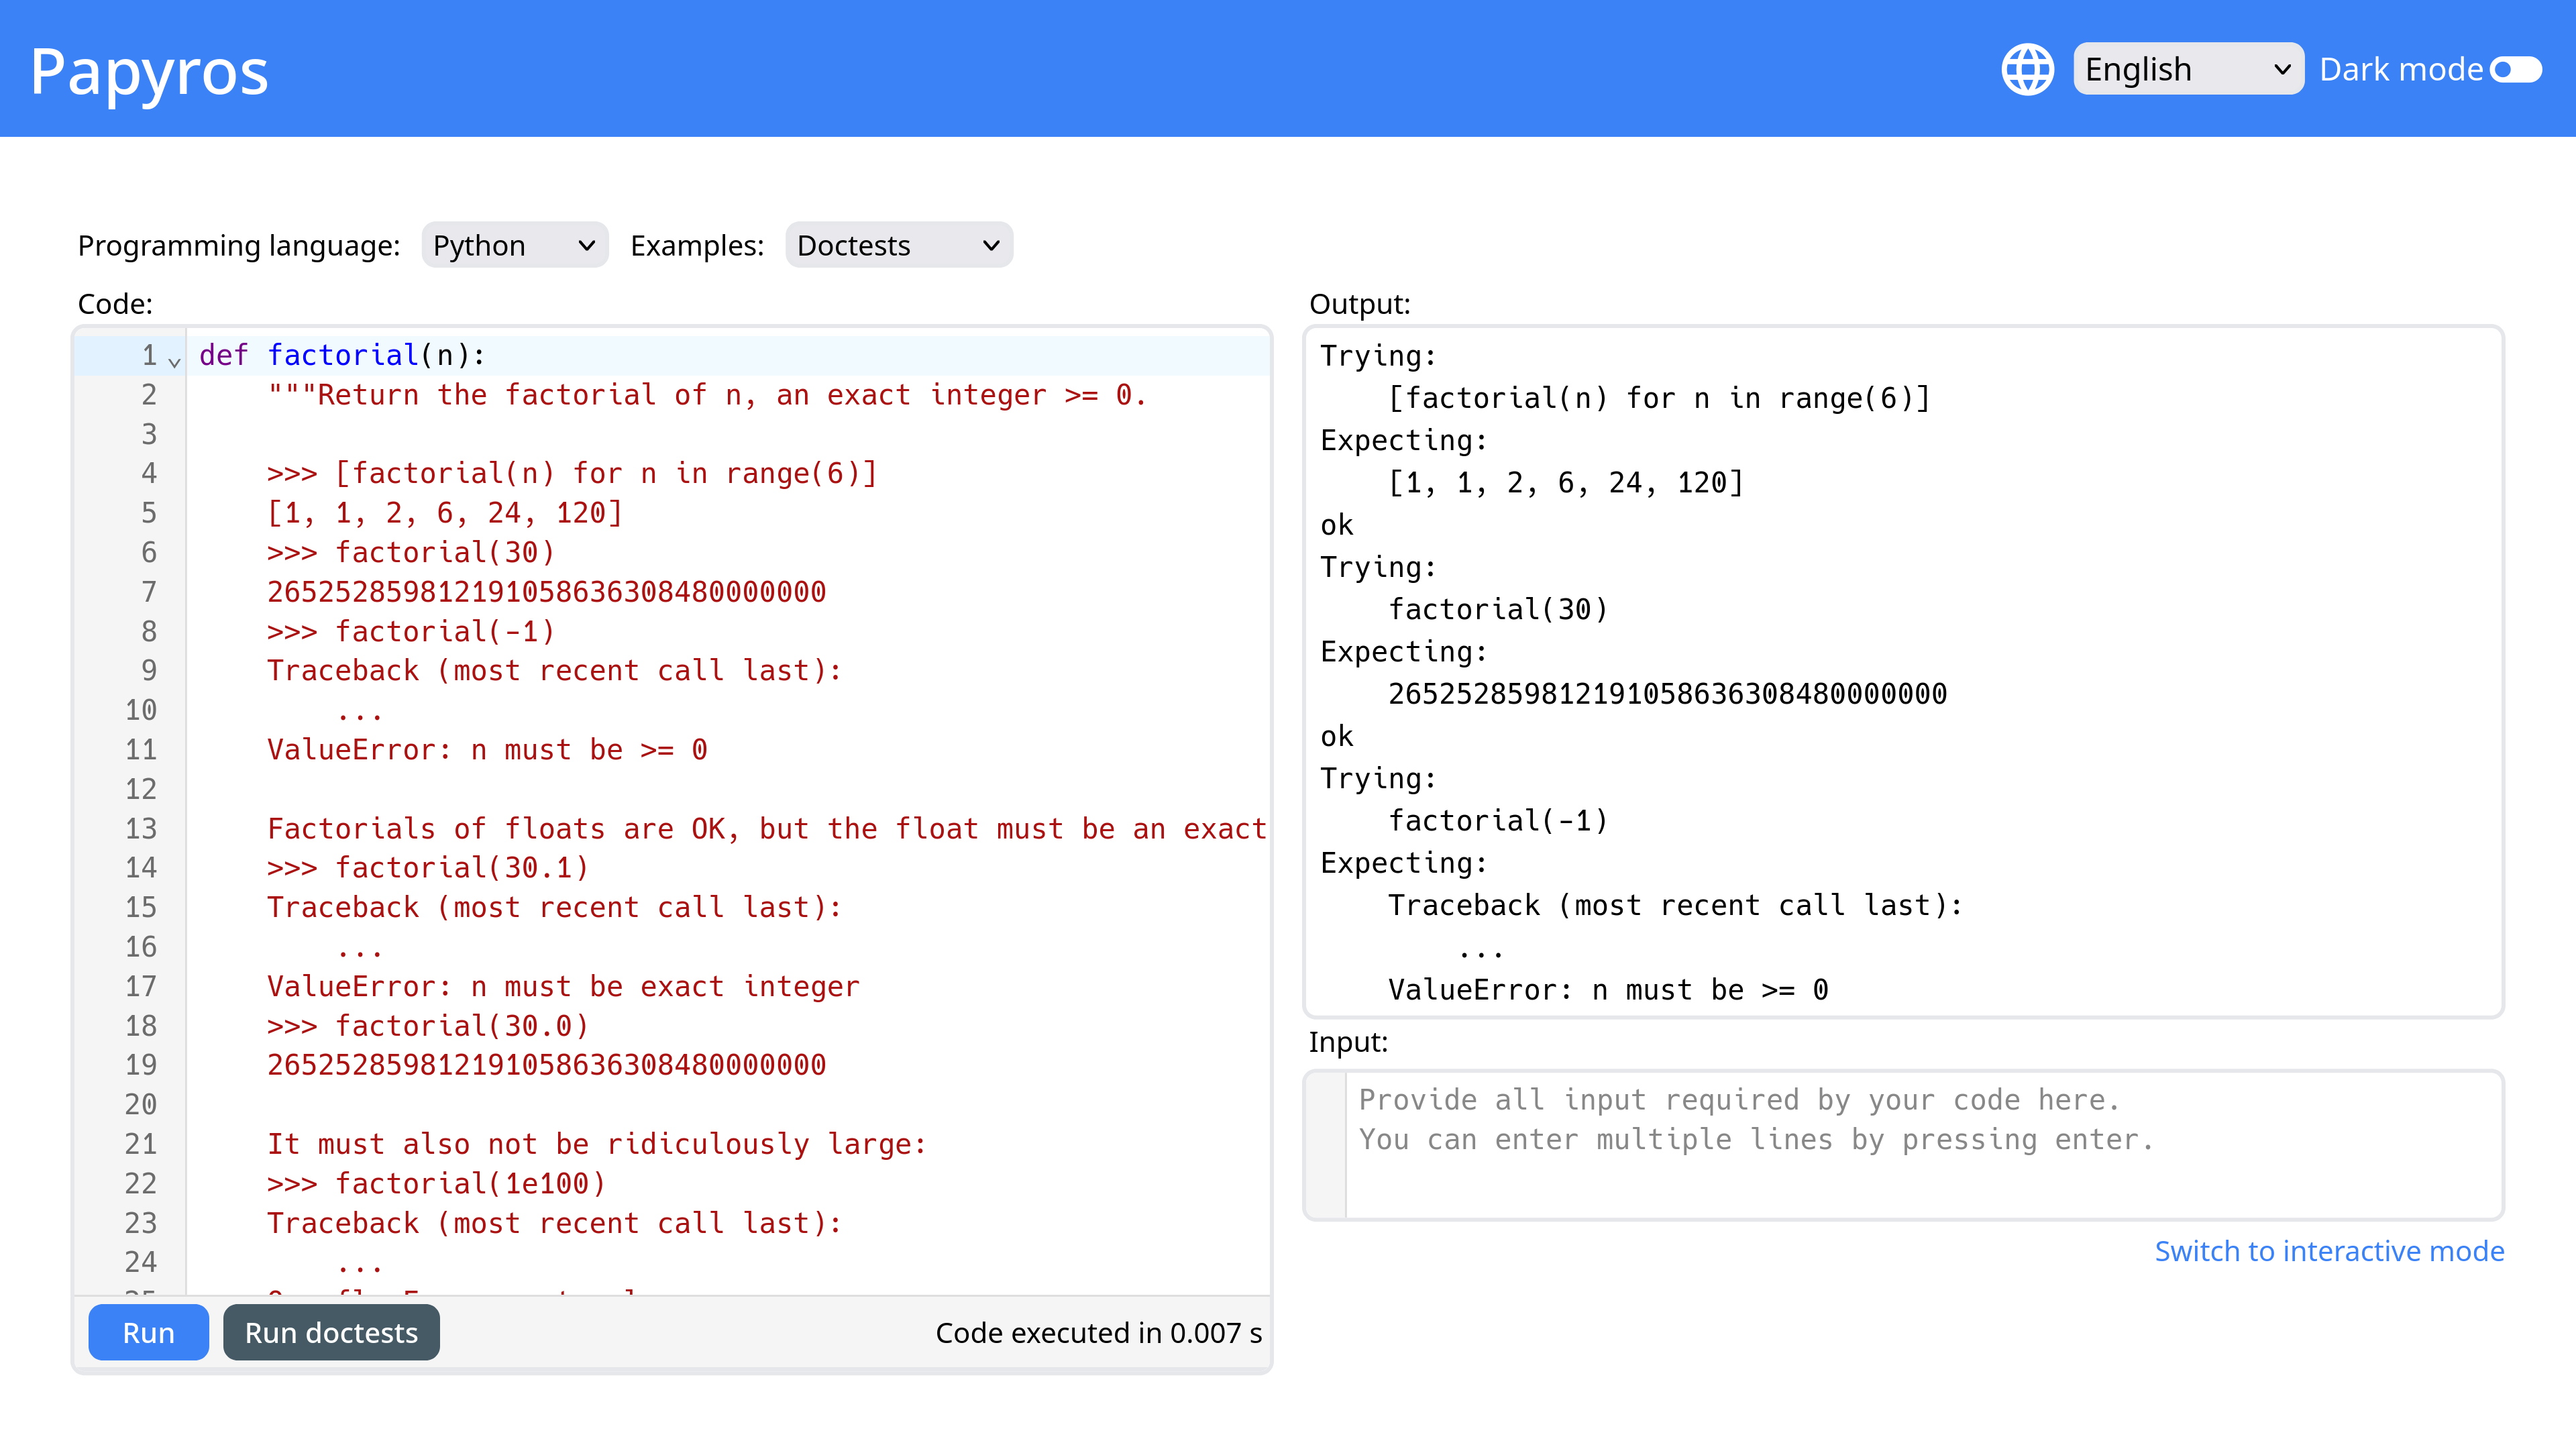 Papyros
English
Dark mode
Programming language:
Python
Examples:
Doctests
Code:
1 def factorial(n):
2     """Return the factorial of n, an exact integer >= 0.
3
4     >>> [factorial(n) for n in range(6)]
5     [1, 1, 2, 6, 24, 120]
6     >>> factorial(30)
7     265252859812191058636308480000000
8     >>> factorial(-1)
9     Traceback (most recent call last):
10         ...
11     ValueError: n must be >= 0
12
13     Factorials of floats are OK, but the float must be an exact
14     >>> factorial(30.1)
15     Traceback (most recent call last):
16         ...
17     ValueError: n must be exact integer
18     >>> factorial(30.0)
19     265252859812191058636308480000000
20
21     It must also not be ridiculously large:
22     >>> factorial(1e100)
23     Traceback (most recent call last):
24         ...
Run
Run doctests
Code executed in 0.007 s
Output:
Trying:
    [factorial(n) for n in range(6)]
Expecting:
    [1, 1, 2, 6, 24, 120]
ok
Trying:
    factorial(30)
Expecting:
    265252859812191058636308480000000
ok
Trying:
    factorial(-1)
Expecting:
    Traceback (most recent call last):
        ...
    ValueError: n must be >= 0
Input:
Provide all input required by your code here.
You can enter multiple lines by pressing enter.
Switch to interactive mode